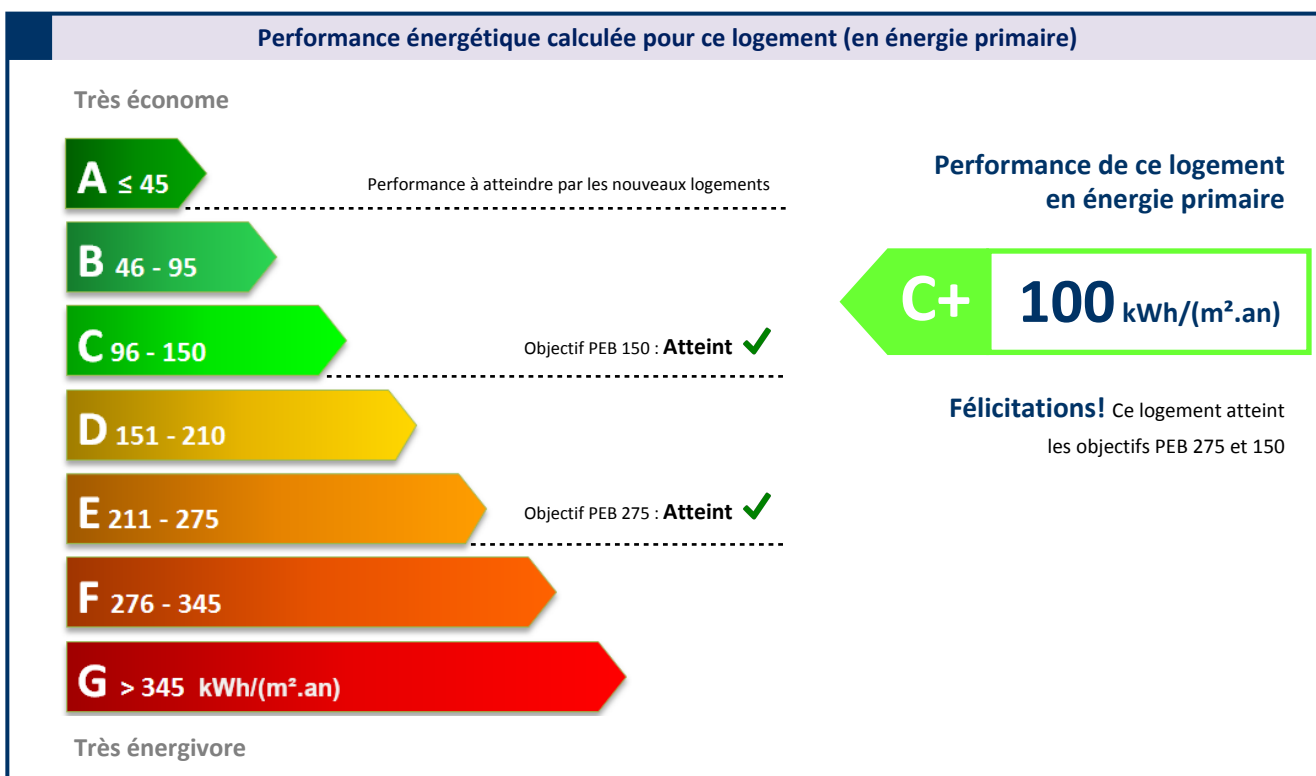 Performance énergétique calculée pour ce logement (en énergie primaire)
Très économe
A ≤ 45
Performance à atteindre par les nouveaux logements
B 46 - 95
C 96 - 150
Objectif PEB 150 : Atteint
D 151 - 210
E 211 - 275
Objectif PEB 275 : Atteint
F 276 - 345
G > 345 kWh/(m².an)
Très énergivore
Performance de ce logement
en énergie primaire
C+
100 kWh/(m².an)
Félicitations! Ce logement atteint
les objectifs PEB 275 et 150